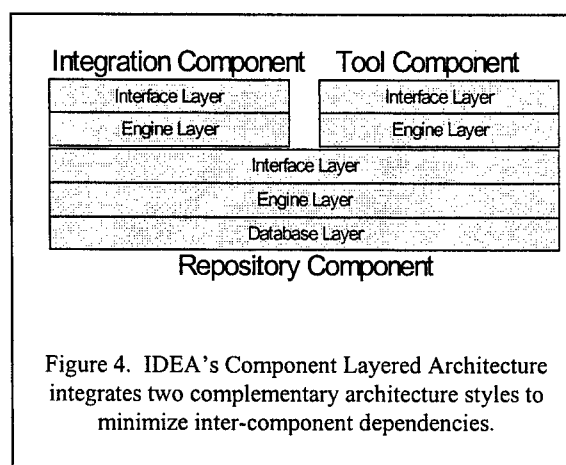 Integration Component Tool Component
Interface Layer Interface Layer
Engine Layer Engine Layer
Interface Layer
Engine Layer
Database Layer
Repository Component
Figure 4. IDEA's Component Layered Architecture
integrates two complementary architecture styles to
minimize inter-component dependencies.